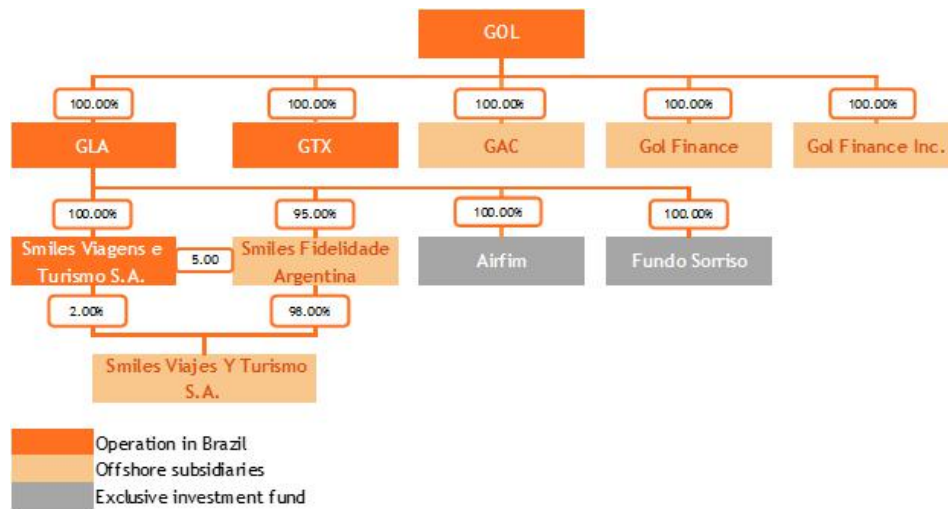 GOL
100.00%
100.00%
100.00%
100.00%
100.00%
GLA
GTX
GAC
Gol Finance
Gol Finance Inc.
100.00%
95.00%
100.00%
100.00%
Smiles Viagens e
Turismo S.A.
5.00
Smiles Fidelidade
Argentina
Airfim
Fundo Sorriso
2.00%
98.00%
Smiles Viajes Y Turismo
S.A.
Operation in Brazil
Offshore subsidiaries
Exclusive investment fund